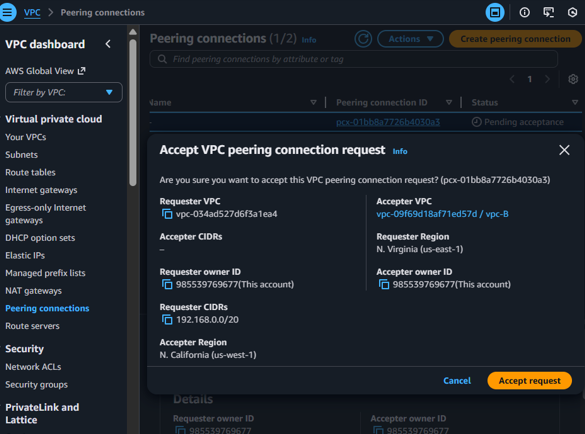 VPC > Peering connections
VPC dashboard
AWS Global View
Filter by VPC:
Virtual private cloud
Your VPCs
Subnets
Route tables
Internet gateways
Egress-only Internet
gateways
DHCP option sets
Elastic IPs
Managed prefix lists
NAT gateways
Peering connections
Route servers
Security
Network ACLs
Security groups
PrivateLink and
Lattice
Peering connections (1/2) Info
Actions
Create peering connection
Find peering connections by attribute or tag
1
Name
Peering connection ID
Status
-
pcx-01bb8a7726b4030a3
Pending acceptance
Accept VPC peering connection request Info
Are you sure you want to accept this VPC peering connection request? (pcx-01bb8a7726b4030a3)
Requester VPC
vpc-034ad527d6f3a1ea4
Accepter CIDRs
–
Requester owner ID
985539769677(This account)
Requester CIDRs
192.168.0.0/20
Accepter Region
N. California (us-west-1)
Accepter VPC
vpc-09f69d18af71ed57d / vpc-B
Requester Region
N. Virginia (us-east-1)
Accepter owner ID
985539769677(This account)
Cancel
Accept request
Details
Requester owner ID
985539769677
Accepter owner ID
985539769677